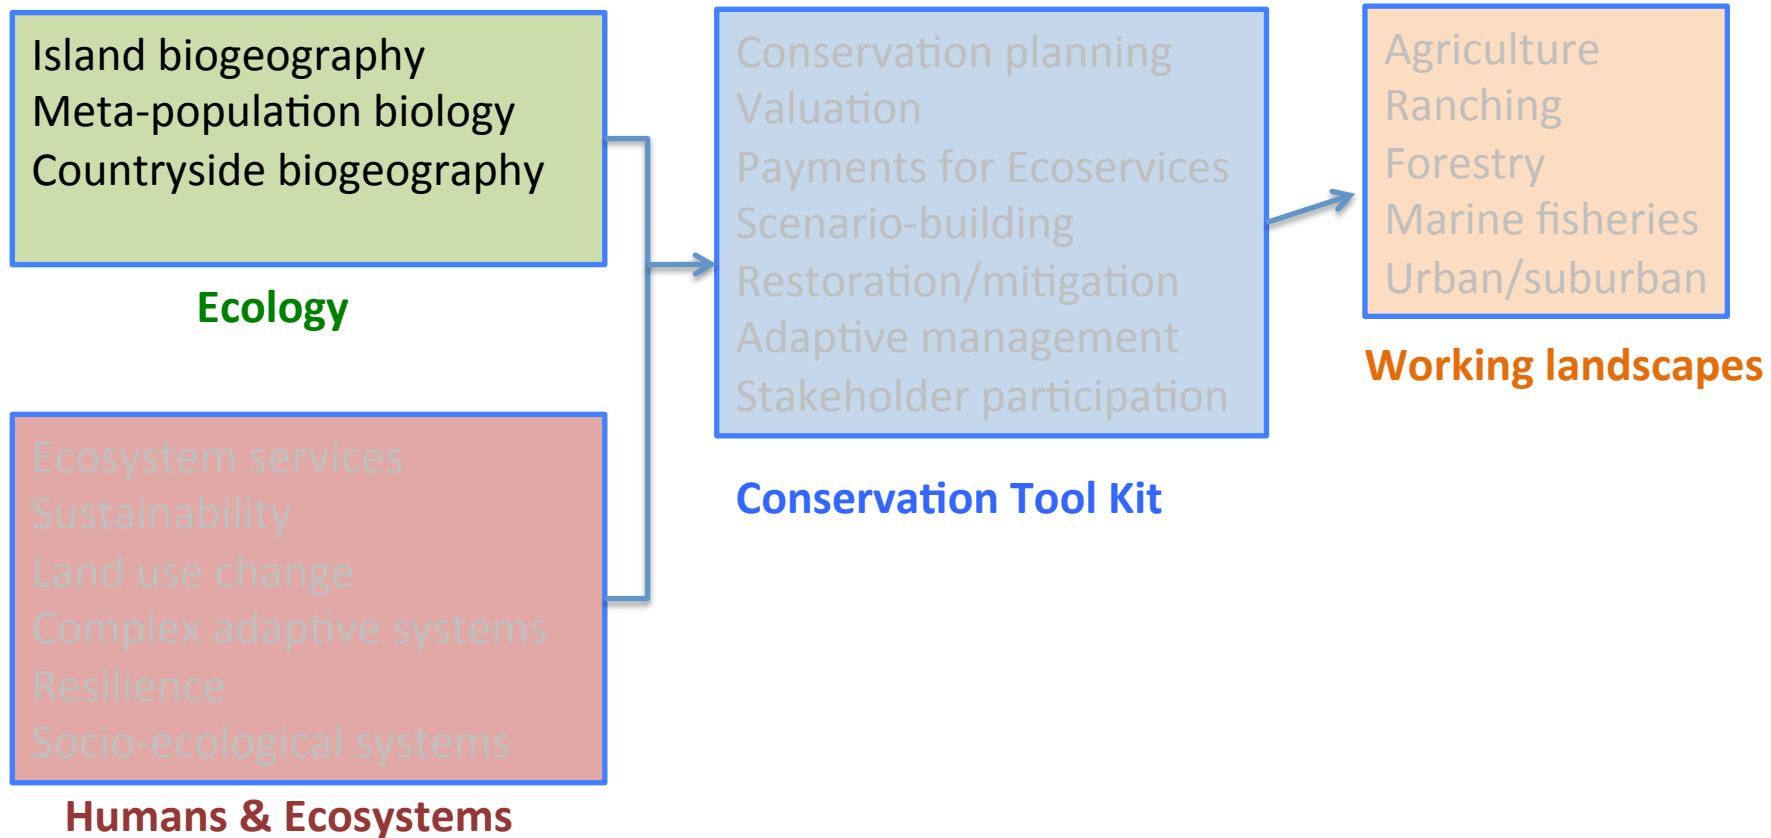 Island biogeography
Meta-population biology
Countryside biogeography
Ecology
Ecosystem services
Sustainability
Land use change
Complex adaptive systems
Resilience
Socio-ecological systems
Humans & Ecosystems
Conservation planning
Valuation
Payments for Ecoservices
Scenario-building
Restoration/mitigation
Adaptive management
Stakeholder participation
Conservation Tool Kit
Agriculture
Ranching
Forestry
Marine fisheries
Urban/suburban
Working landscapes